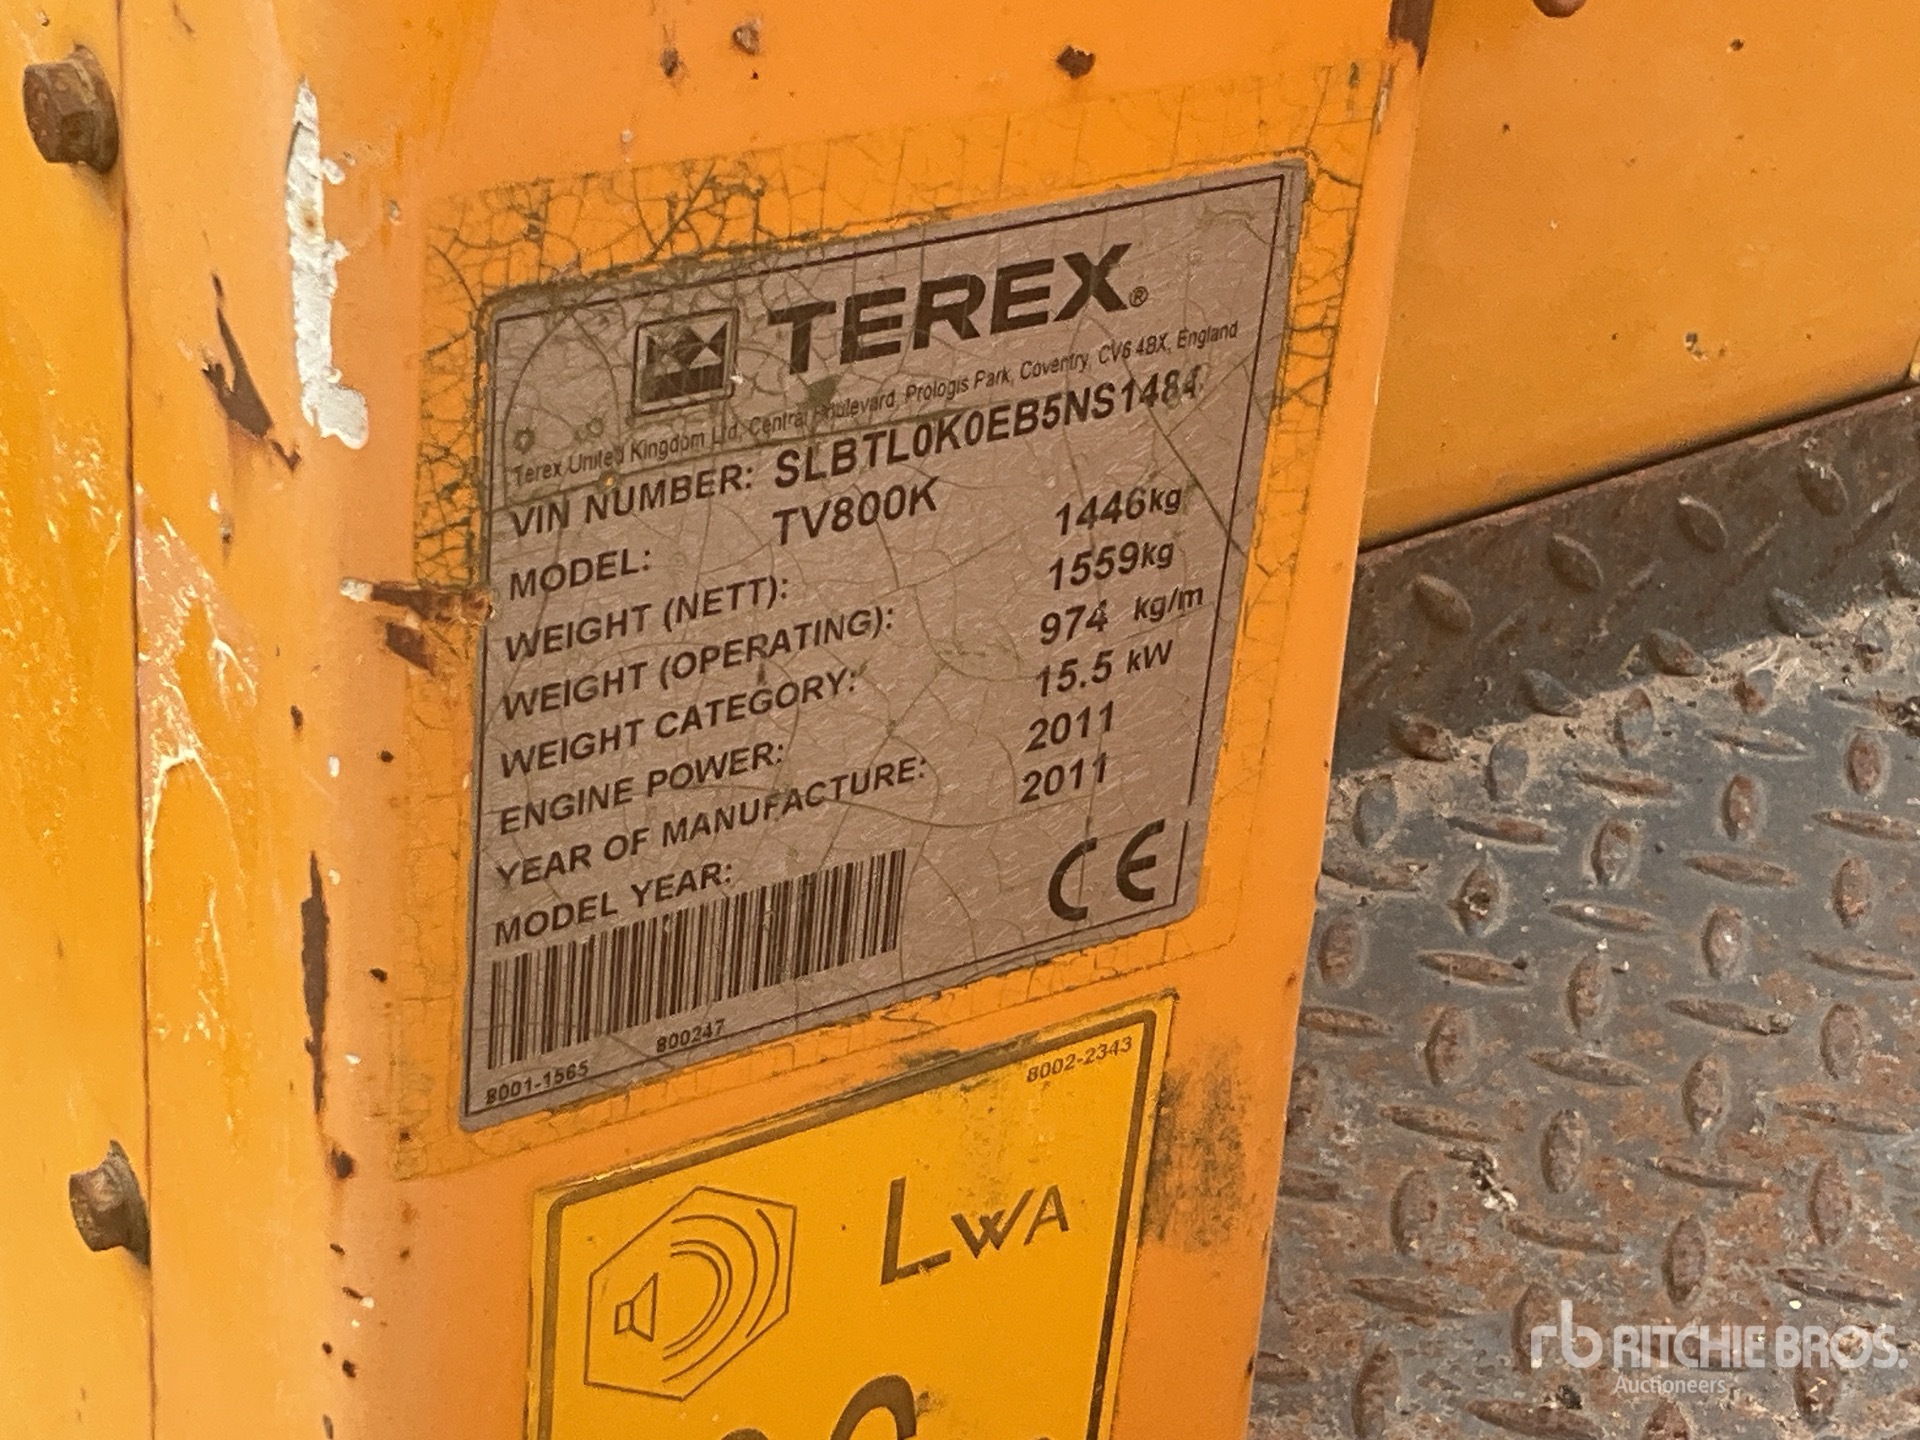 TEREX®
Terex United Kingdom Ltd, Central Boulevard, Prologis Park, Coventry, CV6 4BX, England
VIN NUMBER: SLBTL0K0EB5NS1484
MODEL: TV800K
WEIGHT (NETT): 1446kg
WEIGHT (OPERATING): 1559kg
WEIGHT CATEGORY: 974 kg/m
ENGINE POWER: 15.5 kW
YEAR OF MANUFACTURE: 2011
MODEL YEAR: 2011
CE
8001-1565 800247
8002-2343
LWA
rb RITCHIE BROS.
Auctioneers